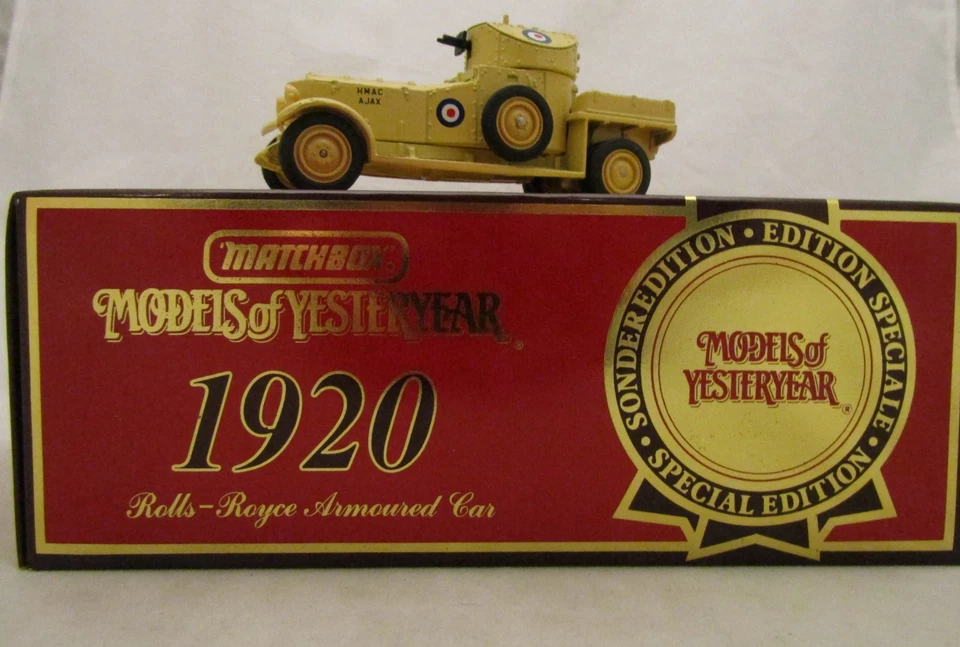 HMAC
AJAX
MATCHBOX
MODELS of YESTERYEAR ®
1920
Rolls-Royce Armoured Car
SONDEREDITION • EDITION SPECIALE • SPECIAL EDITION •
MODELS of
YESTERYEAR ®